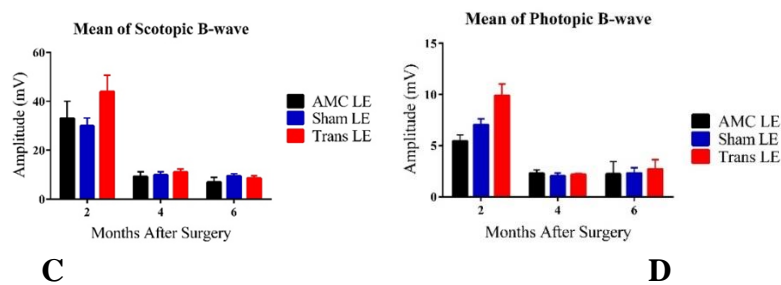 Mean of Scotopic B-wave
Amplitude (mV)
60
40
20
0
2
4
6
Months After Surgery
AMC LE
Sham LE
Trans LE
C
Mean of Photopic B-wave
Amplitude (mV)
15
10
5
0
2
4
6
Months After Surgery
AMC LE
Sham LE
Trans LE
D